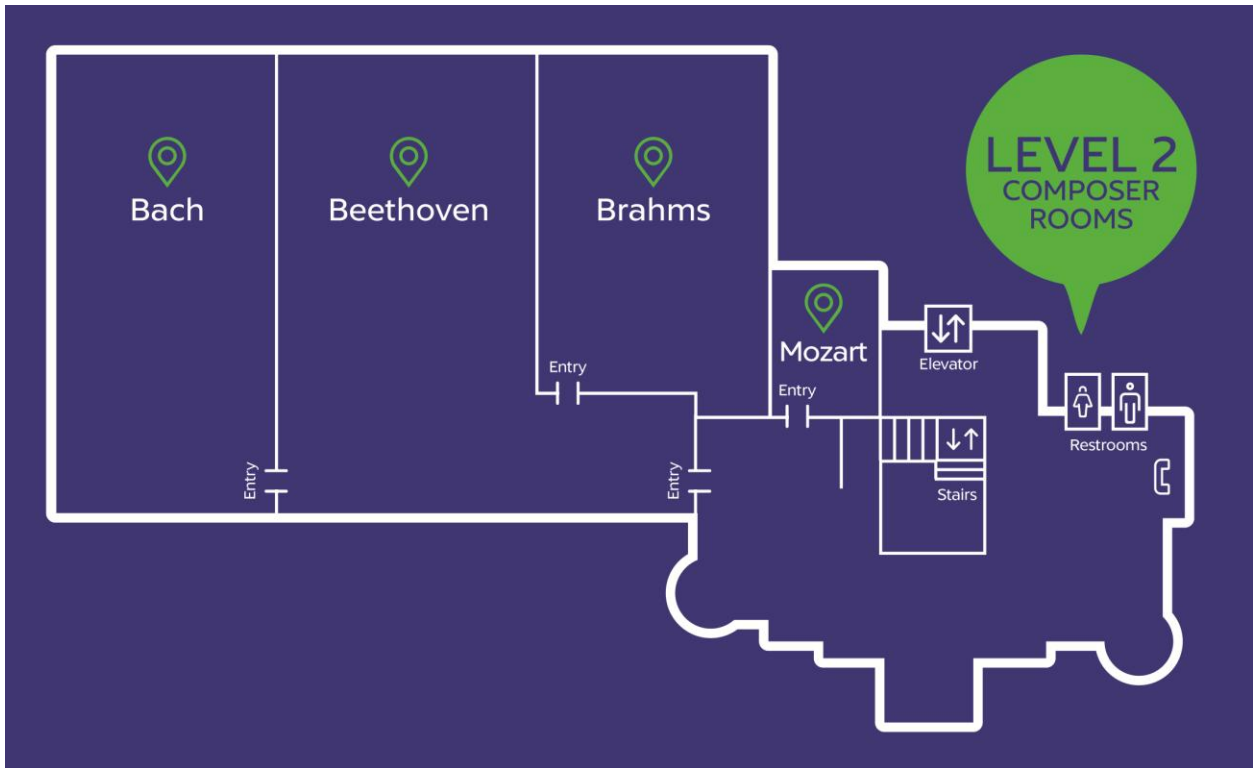 LEVEL 2
COMPOSER
ROOMS
Bach
Beethoven
Brahms
Mozart
Elevator
Entry
Entry
Restrooms
Entry
Entry
Stairs